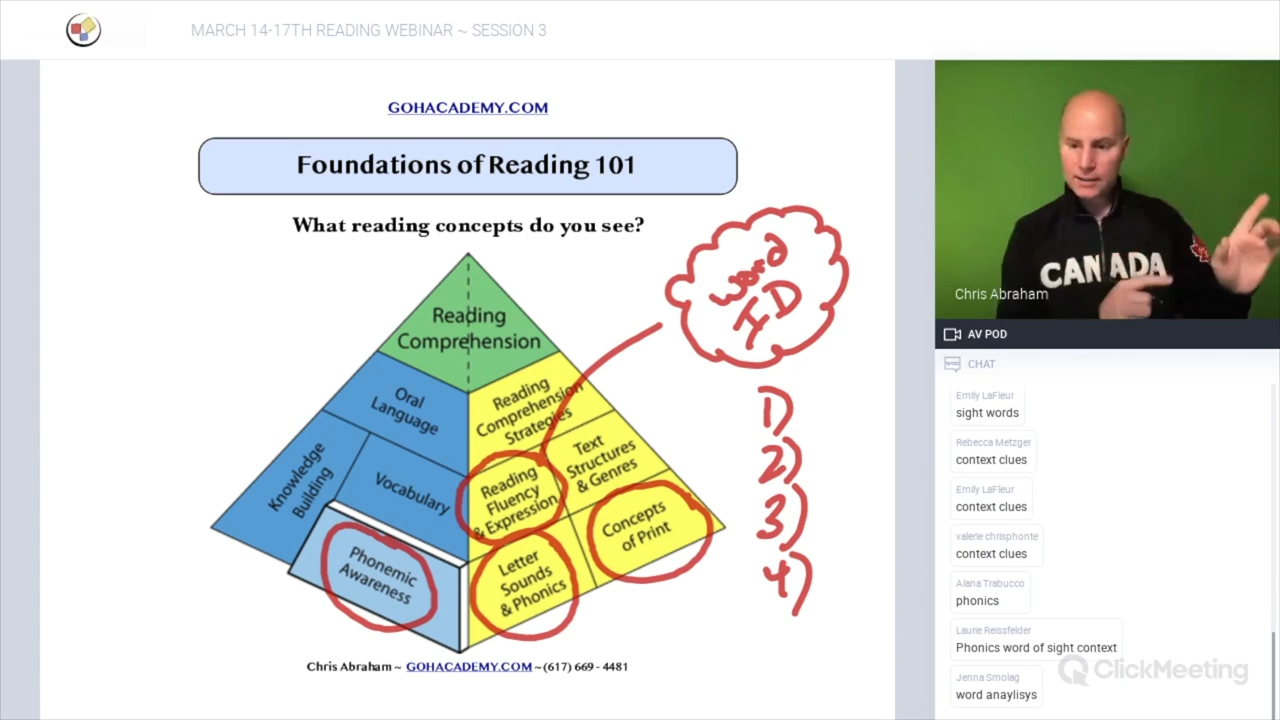 MARCH 14-17TH READING WEBINAR ~ SESSION 3
GOHACADEMY.COM
Foundations of Reading 101
What reading concepts do you see?
Reading
Comprehension
Oral
Language
Reading
Comprehension
Strategies
Knowledge
Building
Vocabulary
Reading
Fluency
& Expression
Text
Structures
& Genres
Phonemic
Awareness
Letter
Sounds
& Phonics
Concepts
of Print
word
ID
1)
2)
3)
4)
Chris Abraham ~ GOHACADEMY.COM ~ (617) 669 - 4481
CANADA
Chris Abraham
AV POD
CHAT
Emily LaFleur
sight words
Rebecca Metzger
context clues
Emily LaFleur
context clues
valerie chrisphonte
context clues
Alana Trabucco
phonics
Laurie Reissfelder
Phonics word of sight context
Jenna Smolag
word anaylisys
ClickMeeting